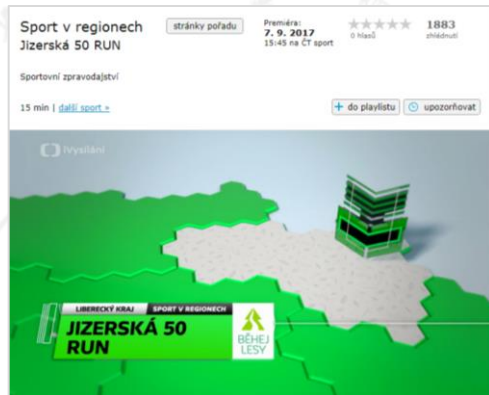 Sport v regionech
Jizerská 50 RUN
stránky pořadu
Premiéra:
7. 9. 2017
15:45 na ČT sport
0 hlasů
1883
zhlédnutí
Sportovní zpravodajství
15 min | další sport »
+ do playlistu
upozorňovat
iVysílání
LIBERECKÝ KRAJ
SPORT V REGIONECH
JIZERSKÁ 50
RUN
BĚHEJ
LESY